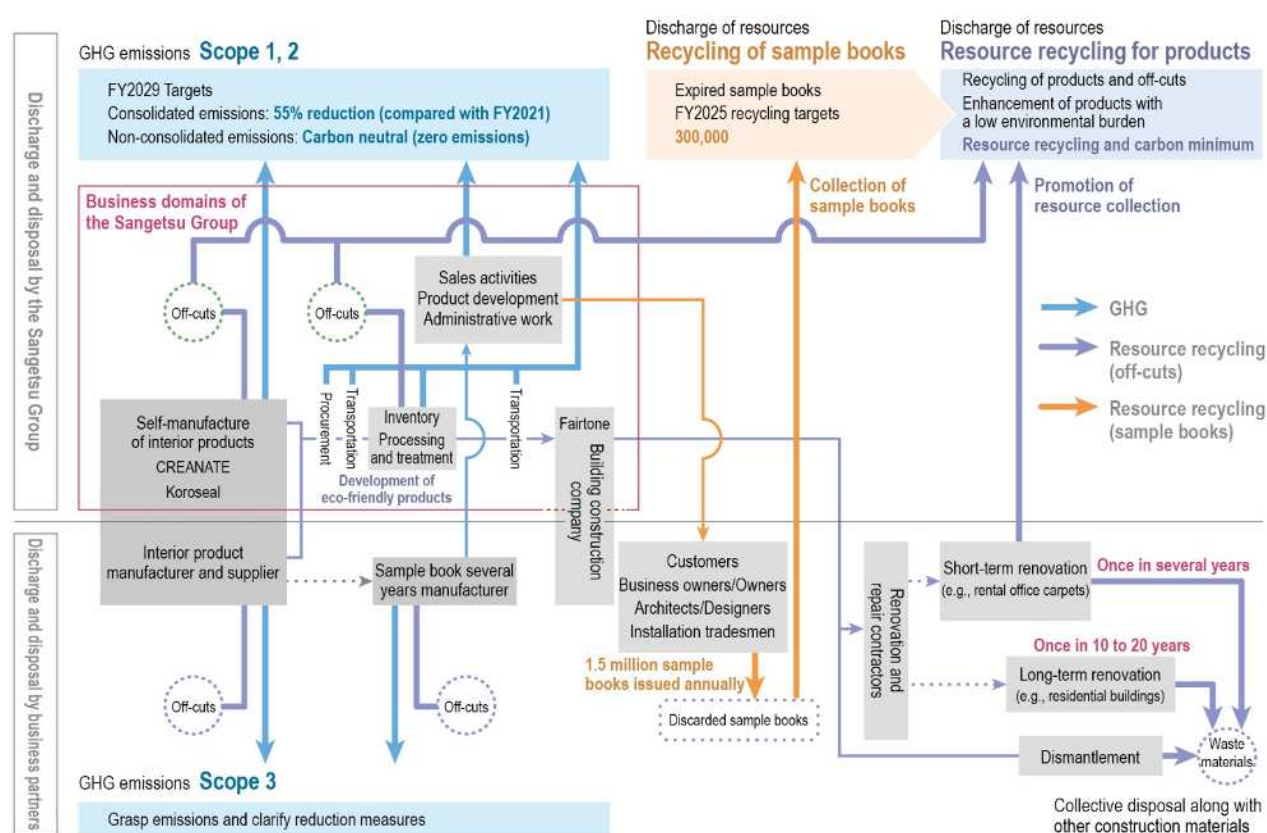 Discharge and disposal by the Sangetsu Group
GHG emissions Scope 1, 2
FY2029 Targets
Consolidated emissions: 55% reduction (compared with FY2021)
Non-consolidated emissions: Carbon neutral (zero emissions)
Discharge of resources
Recycling of sample books
Expired sample books
FY2025 recycling targets
300,000
Discharge of resources
Resource recycling for products
Recycling of products and off-cuts
Enhancement of products with
a low environmental burden
Resource recycling and carbon minimum
Business domains of
the Sangetsu Group
Collection of
sample books
Promotion of
resource collection
Off-cuts
Off-cuts
Sales activities
Product development
Administrative work
GHG
Resource recycling
(off-cuts)
Resource recycling
(sample books)
Self-manufacture
of interior products
CREANATE
Koroseal
Procurement
Transportation
Inventory
Processing
and treatment
Transportation
Development of
eco-friendly products
Fairtone
Building construction
company
Discharge and disposal by business partners
Interior product
manufacturer and supplier
Sample book several
years manufacturer
Customers
Business owners/Owners
Architects/Designers
Installation tradesmen
1.5 million sample
books issued annually
Discarded sample books
Renovation and
repair contractors
Short-term renovation
(e.g., rental office carpets)
Once in several years
Once in 10 to 20 years
Long-term renovation
(e.g., residential buildings)
Off-cuts
Off-cuts
Dismantlement
Waste
materials
Collective disposal along with
other construction materials
GHG emissions Scope 3
Grasp emissions and clarify reduction measures